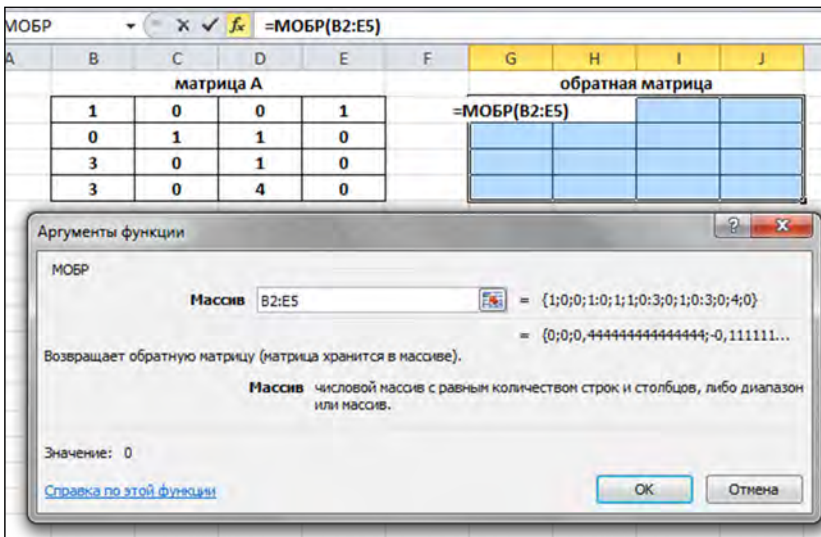 МОБР fx =МОБР(B2:E5)
A B C D E F G H I J
матрица A обратная матрица
1 0 0 1 =МОБР(B2:E5)
0 1 1 0
3 0 1 0
3 0 4 0
Аргументы функции
МОБР
Массив B2:E5 = {1;0;0;1:0;1;1;0:3;0;1;0:3;0;4;0}
= {0;0;0,444444444444444;-0,111111...
Возвращает обратную матрицу (матрица хранится в массиве).
Массив числовой массив с равным количеством строк и столбцов, либо диапазон
или массив.
Значение: 0
Справка по этой функции ОК Отмена